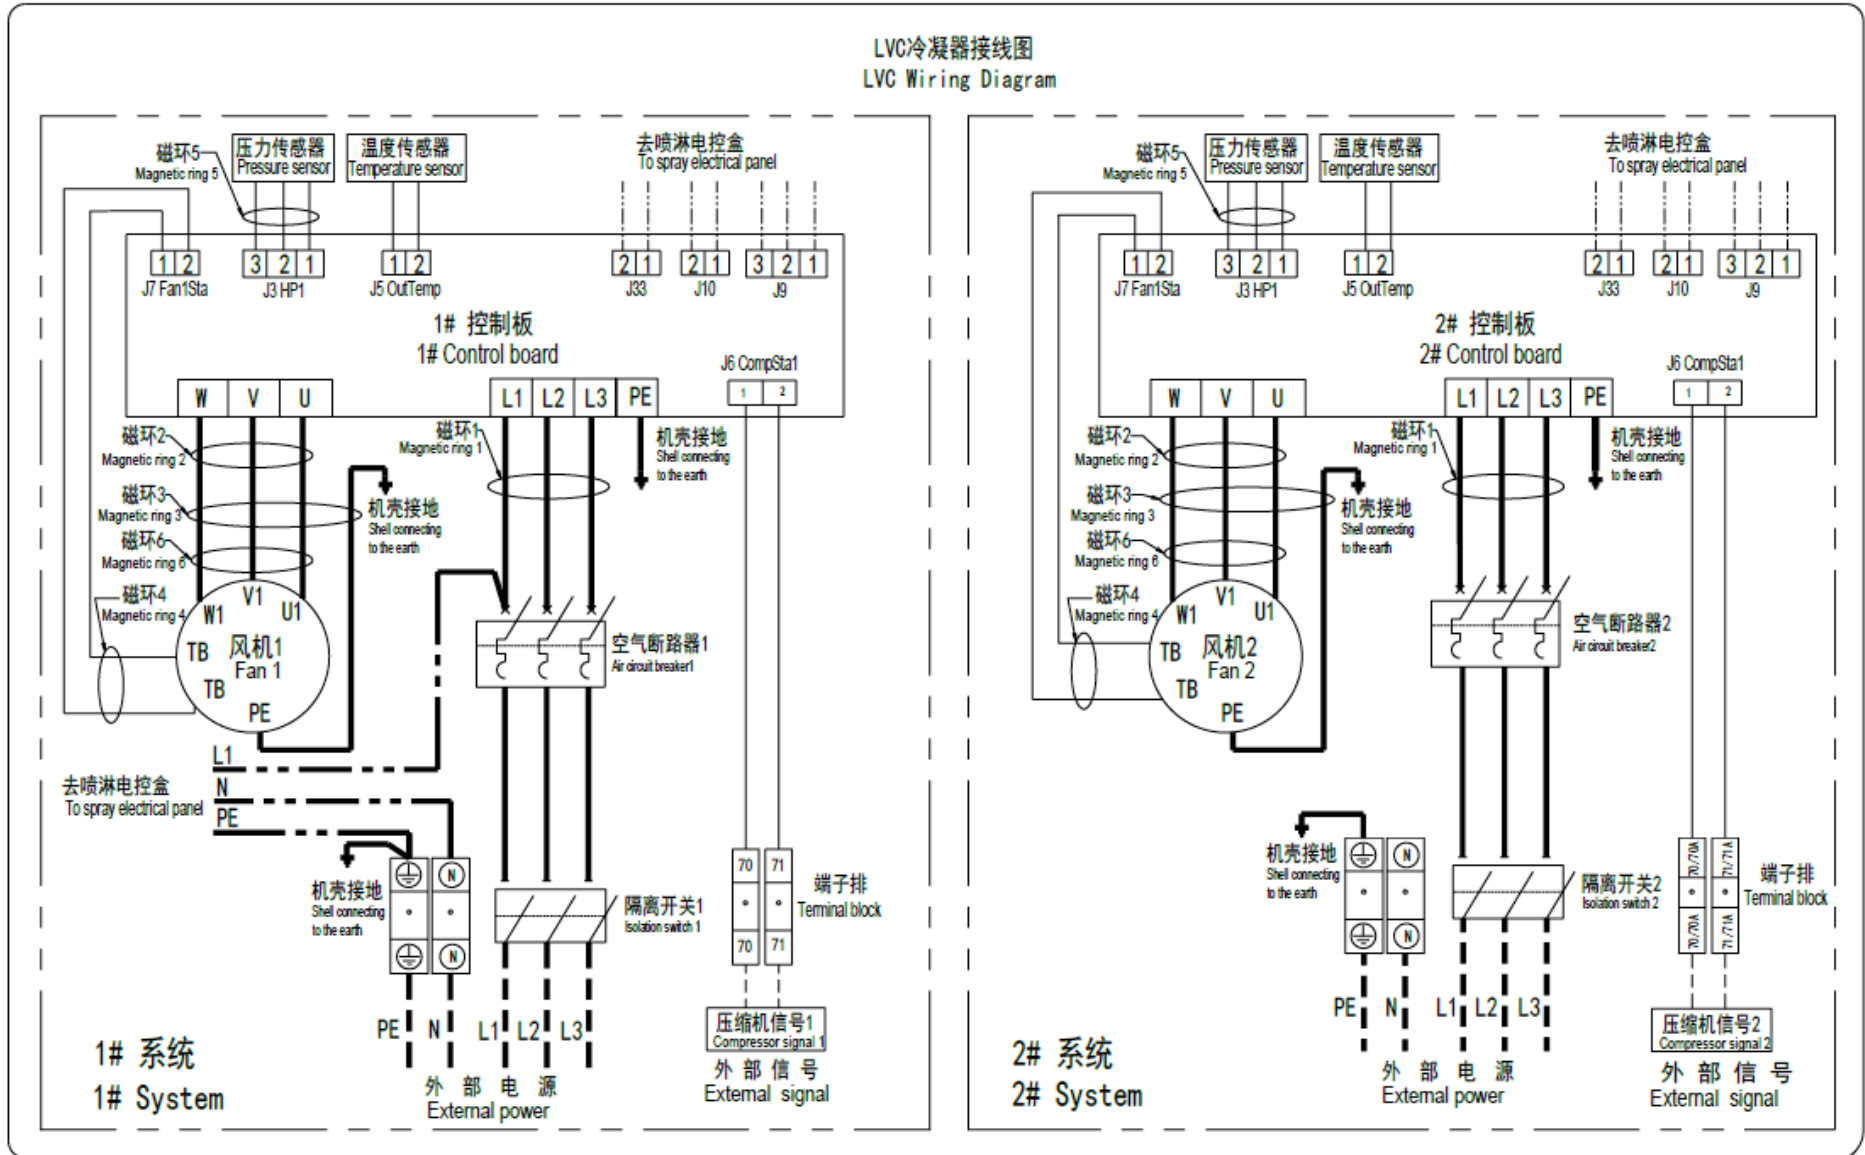 LVC冷凝器接线图
LVC Wiring Diagram
磁环5
Magnetic ring 5
压力传感器
Pressure sensor
温度传感器
Temperature sensor
去喷淋电控盒
To spray electrical panel
1 2
J7 Fan1Sta
3 2 1
J3 HP1
1 2
J5 OutTemp
2 1
J33
2 1
J10
3 2 1
J9
1# 控制板
1# Control board
J6 CompSta1
1 2
W V U
L1 L2 L3 PE
磁环2
Magnetic ring 2
磁环3
Magnetic ring 3
磁环6
Magnetic ring 6
磁环4
Magnetic ring 4
磁环1
Magnetic ring 1
机壳接地
Shell connecting
to the earth
机壳接地
Shell connecting
to the earth
W1 V1 U1
TB 风机1
Fan 1
TB
PE
空气断路器1
Air circuit breaker1
L1
N
PE
去喷淋电控盒
To spray electrical panel
机壳接地
Shell connecting
to the earth
N
N
隔离开关1
Isolation switch 1
70 71
70 71
端子排
Terminal block
PE N L1 L2 L3
外部电源
External power
压缩机信号1
Compressor signal 1
外部信号
External signal
1# 系统
1# System
磁环5
Magnetic ring 5
压力传感器
Pressure sensor
温度传感器
Temperature sensor
去喷淋电控盒
To spray electrical panel
1 2
J7 Fan1Sta
3 2 1
J3 HP1
1 2
J5 OutTemp
2 1
J33
2 1
J10
3 2 1
J9
2# 控制板
2# Control board
J6 CompSta1
1 2
W V U
L1 L2 L3 PE
磁环2
Magnetic ring 2
磁环3
Magnetic ring 3
磁环6
Magnetic ring 6
磁环4
Magnetic ring 4
磁环1
Magnetic ring 1
机壳接地
Shell connecting
to the earth
机壳接地
Shell connecting
to the earth
W1 V1 U1
TB 风机2
Fan 2
TB
PE
空气断路器2
Air circuit breaker2
机壳接地
Shell connecting
to the earth
N
N
隔离开关2
Isolation switch 2
70/70A 71/71A
70/70A 71/71A
端子排
Terminal block
PE N L1 L2 L3
外部电源
External power
压缩机信号2
Compressor signal 2
外部信号
External signal
2# 系统
2# System